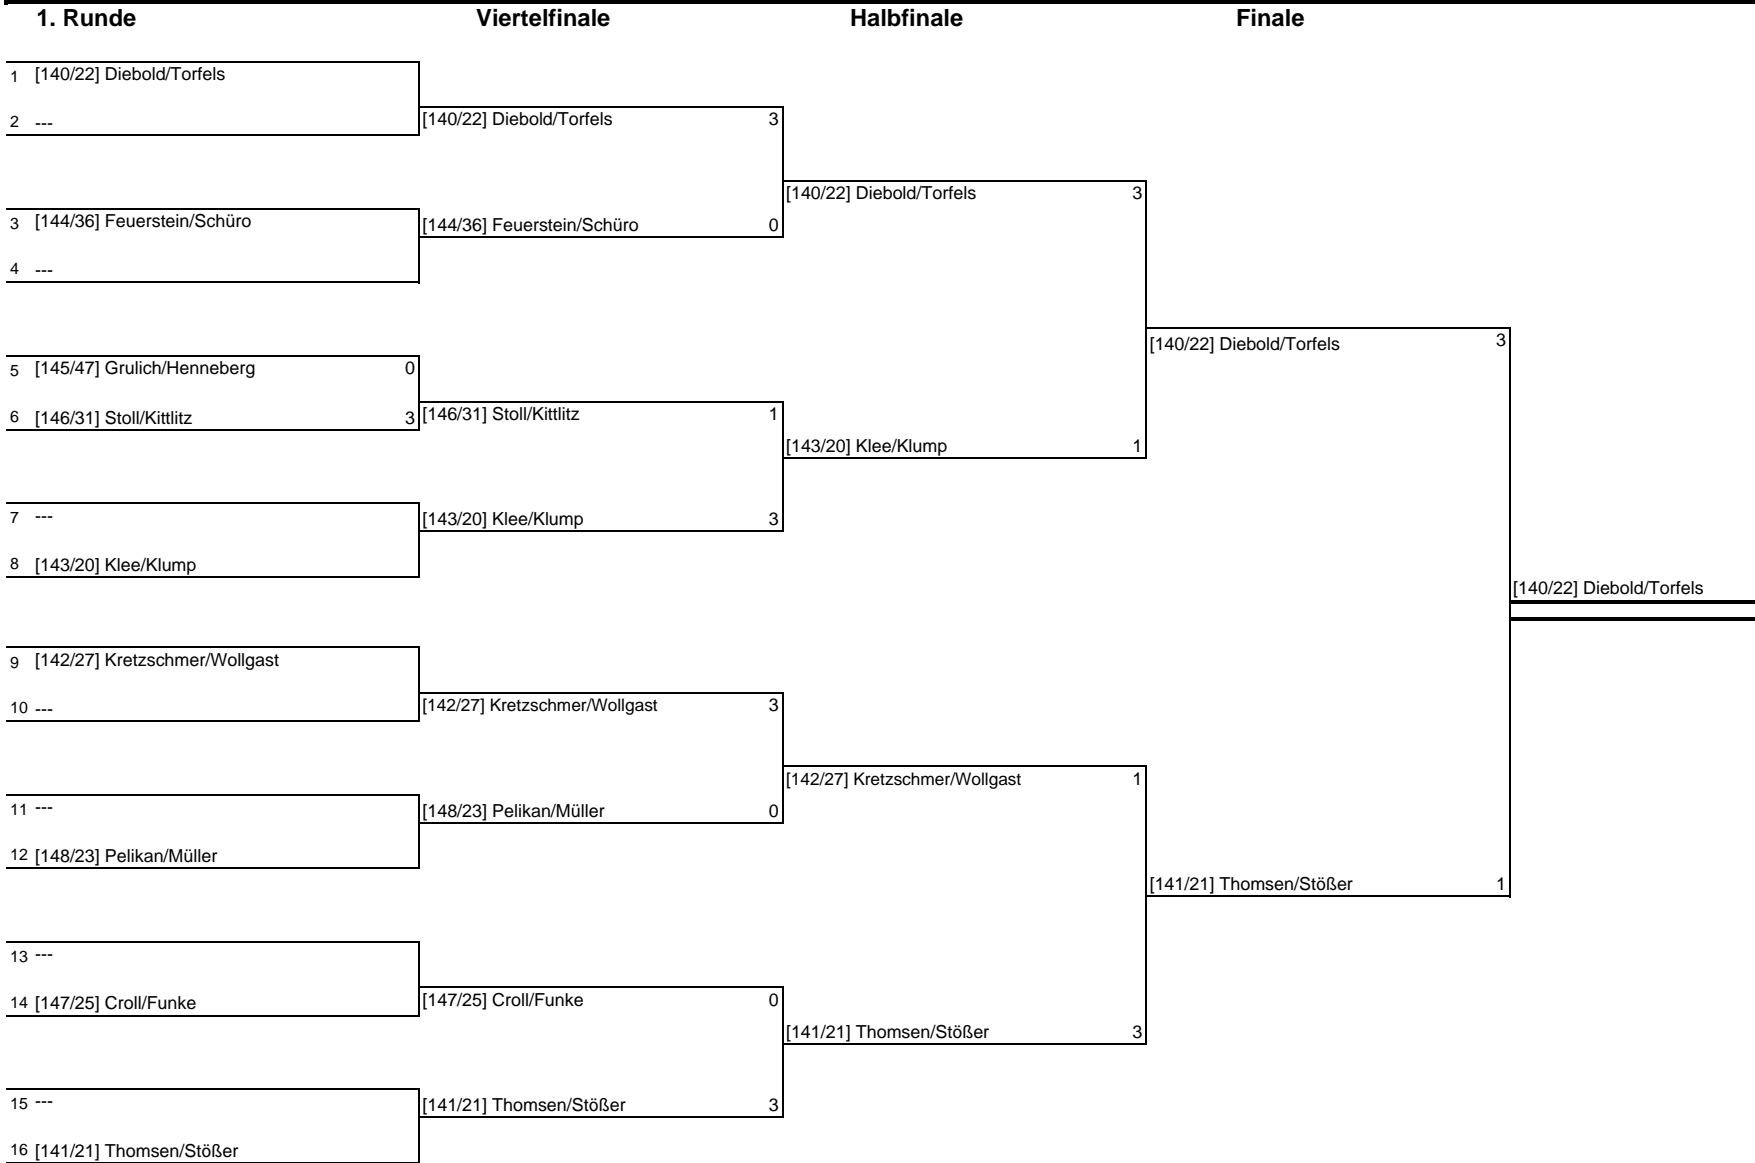 1. Runde Viertelfinale Halbfinale Finale
1 [140/22] Diebold/Torfels
2 ---
[140/22] Diebold/Torfels 3
[140/22] Diebold/Torfels 3
3 [144/36] Feuerstein/Schüro
[144/36] Feuerstein/Schüro 0
4 ---
[140/22] Diebold/Torfels 3
5 [145/47] Grulich/Henneberg 0
6 [146/31] Stoll/Kittlitz 3
[146/31] Stoll/Kittlitz 1
[143/20] Klee/Klump 1
7 ---
[143/20] Klee/Klump 3
8 [143/20] Klee/Klump
[140/22] Diebold/Torfels
9 [142/27] Kretzschmer/Wollgast
10 ---
[142/27] Kretzschmer/Wollgast 3
[142/27] Kretzschmer/Wollgast 1
11 ---
[148/23] Pelikan/Müller 0
12 [148/23] Pelikan/Müller
[141/21] Thomsen/Stößer 1
13 ---
14 [147/25] Croll/Funke
[147/25] Croll/Funke 0
[141/21] Thomsen/Stößer 3
15 ---
[141/21] Thomsen/Stößer 3
16 [141/21] Thomsen/Stößer